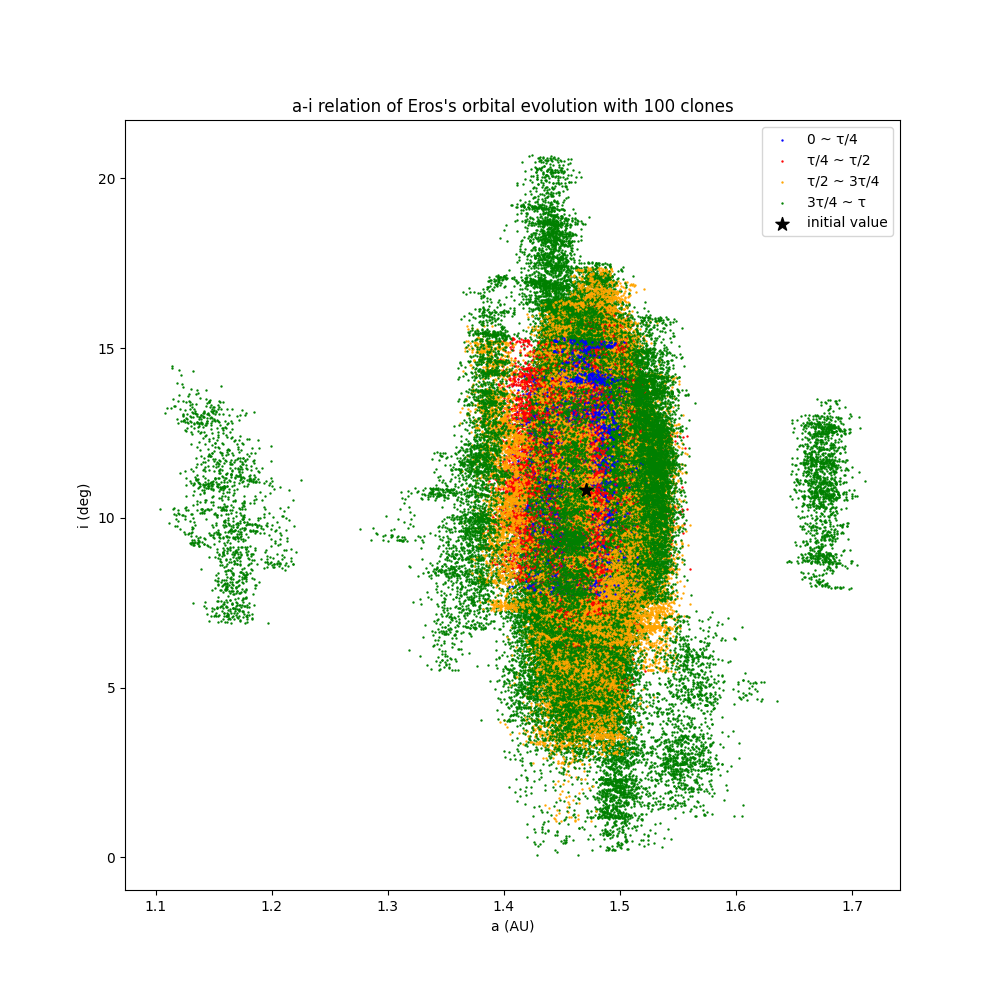 a-i relation of Eros's orbital evolution with 100 clones
0 ~ τ/4
τ/4 ~ τ/2
τ/2 ~ 3τ/4
3τ/4 ~ τ
initial value
20
15
10
5
0
i (deg)
1.1 1.2 1.3 1.4 1.5 1.6 1.7
a (AU)